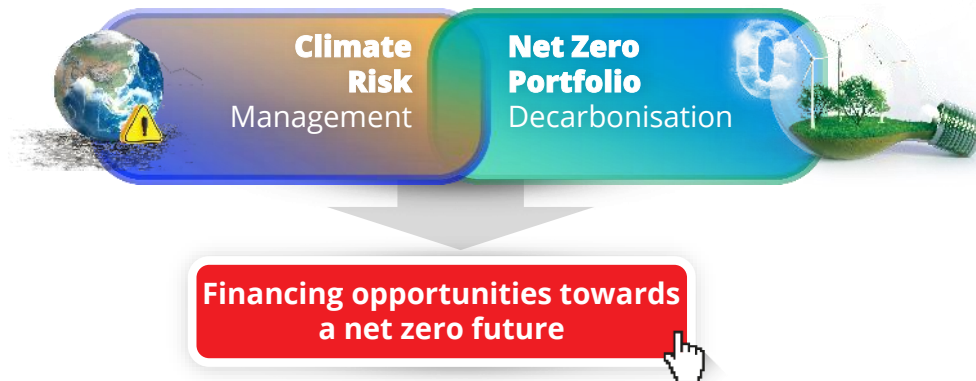 Climate
Risk
Management
Net Zero
Portfolio
Decarbonisation
Financing opportunities towards
a net zero future